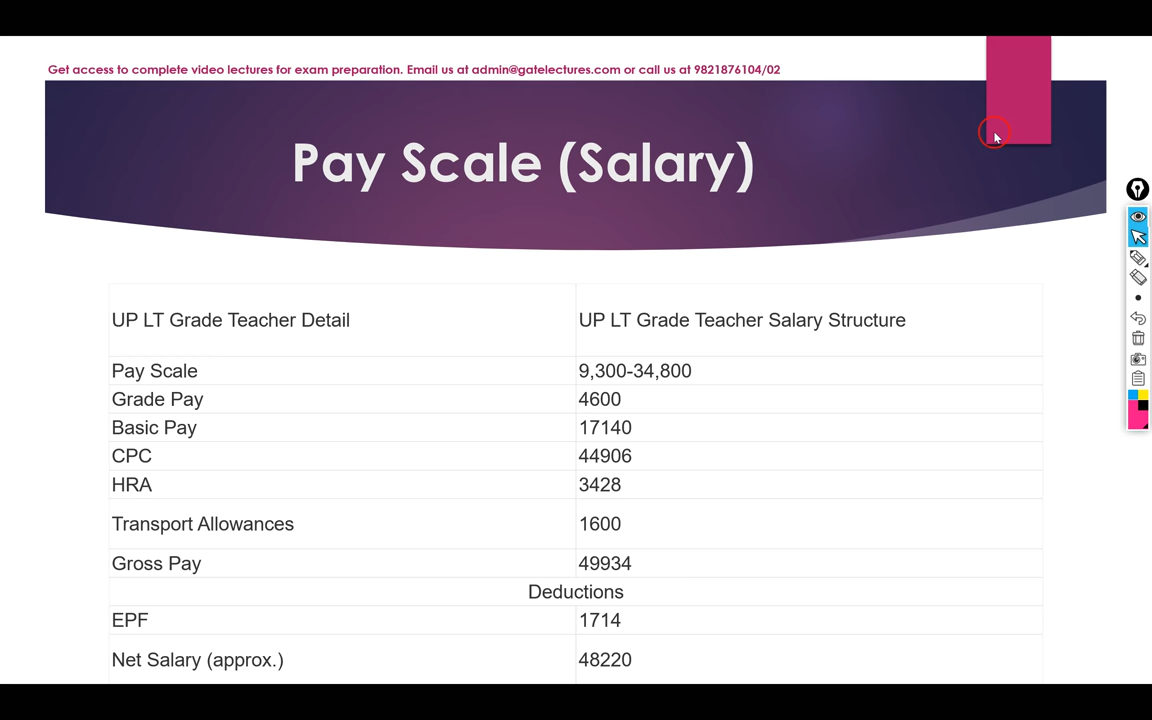 Get access to complete video lectures for exam preparation. Email us at admin@gatelectures.com or call us at 9821876104/02
Pay Scale (Salary)
UP LT Grade Teacher Detail UP LT Grade Teacher Salary Structure
Pay Scale 9,300-34,800
Grade Pay 4600
Basic Pay 17140
CPC 44906
HRA 3428
Transport Allowances 1600
Gross Pay 49934
Deductions
EPF 1714
Net Salary (approx.) 48220